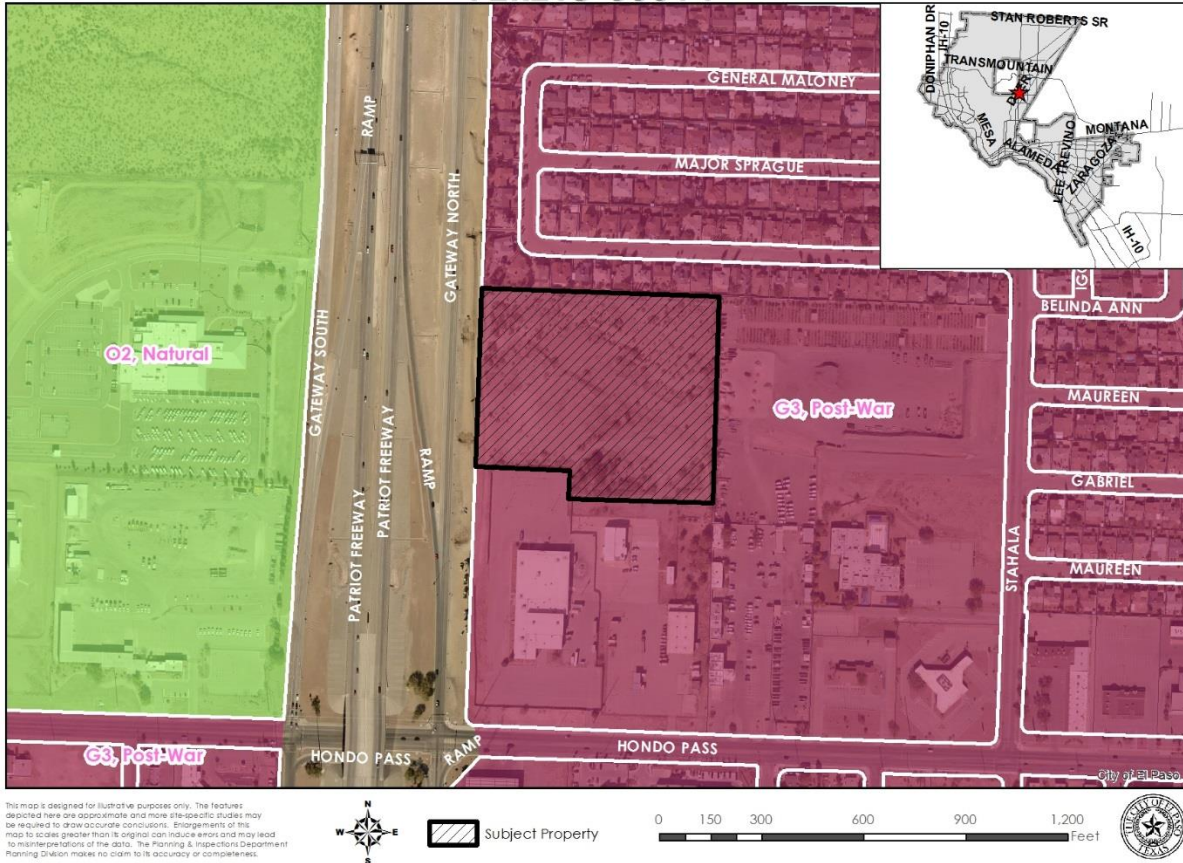 STAN ROBERTS SR
DONIPHAN DR
IH-10
TRANSMOUNTAIN
MESA
ALAMEDA
LEE TREVINO
MONTANA
ZARAGOZA
IH-10
GENERAL MALONEY
MAJOR SPRAGUE
RAMP
GATEWAY NORTH
GATEWAY SOUTH
O2, Natural
PATRIOT FREEWAY
PATRIOT FREEWAY
RAMP
G3, Post-War
BELINDA ANN
MAUREEN
GABRIEL
MAUREEN
STAHALA
G3, Post-War
HONDO PASS
RAMP
HONDO PASS
City of El Paso
This map is designed for illustrative purposes only. The features
depicted here are approximate and more site-specific studies may
be required to draw accurate conclusions. Enlargements of this
map to scales greater than its original can induce errors and may lead
to misinterpretations of the data. The Planning & Inspections Department
Planning Division makes no claim to its accuracy or completeness.
N
W E
S
Subject Property
0 150 300 600 900 1,200
Feet
THE CITY OF EL PASO
TEXAS